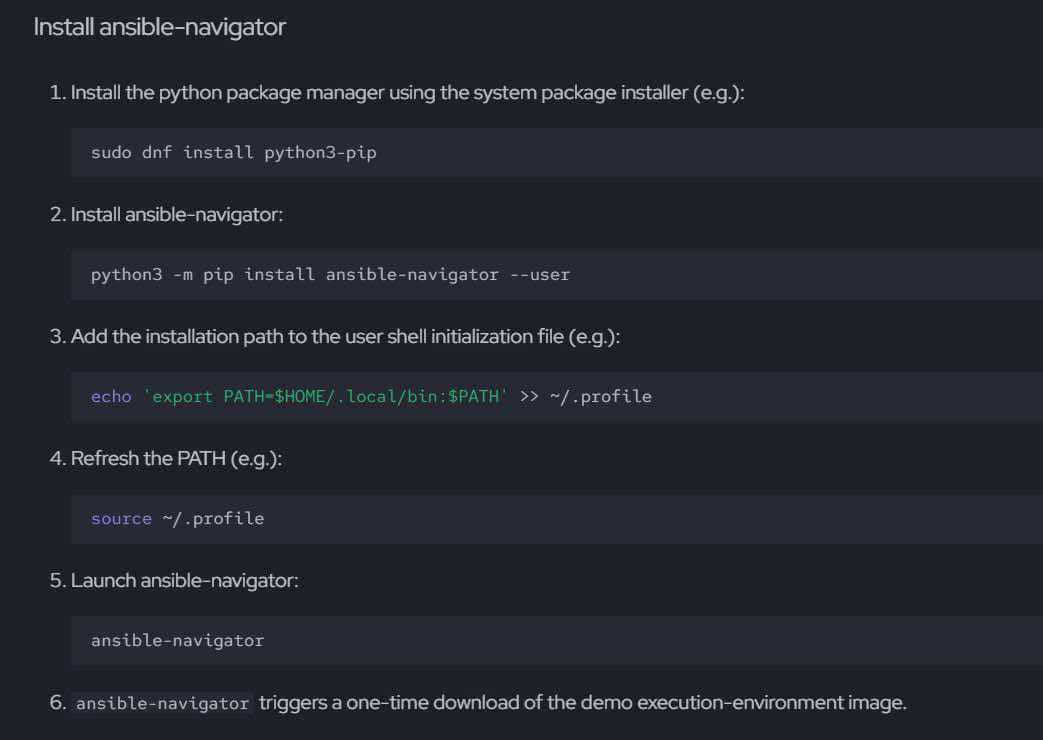 Install ansible-navigator
1. Install the python package manager using the system package installer (e.g.):
sudo dnf install python3-pip
2. Install ansible-navigator:
python3 -m pip install ansible-navigator --user
3. Add the installation path to the user shell initialization file (e.g.):
echo 'export PATH=$HOME/.local/bin:$PATH' >> ~/.profile
4. Refresh the PATH (e.g.):
source ~/.profile
5. Launch ansible-navigator:
ansible-navigator
6. ansible-navigator triggers a one-time download of the demo execution-environment image.